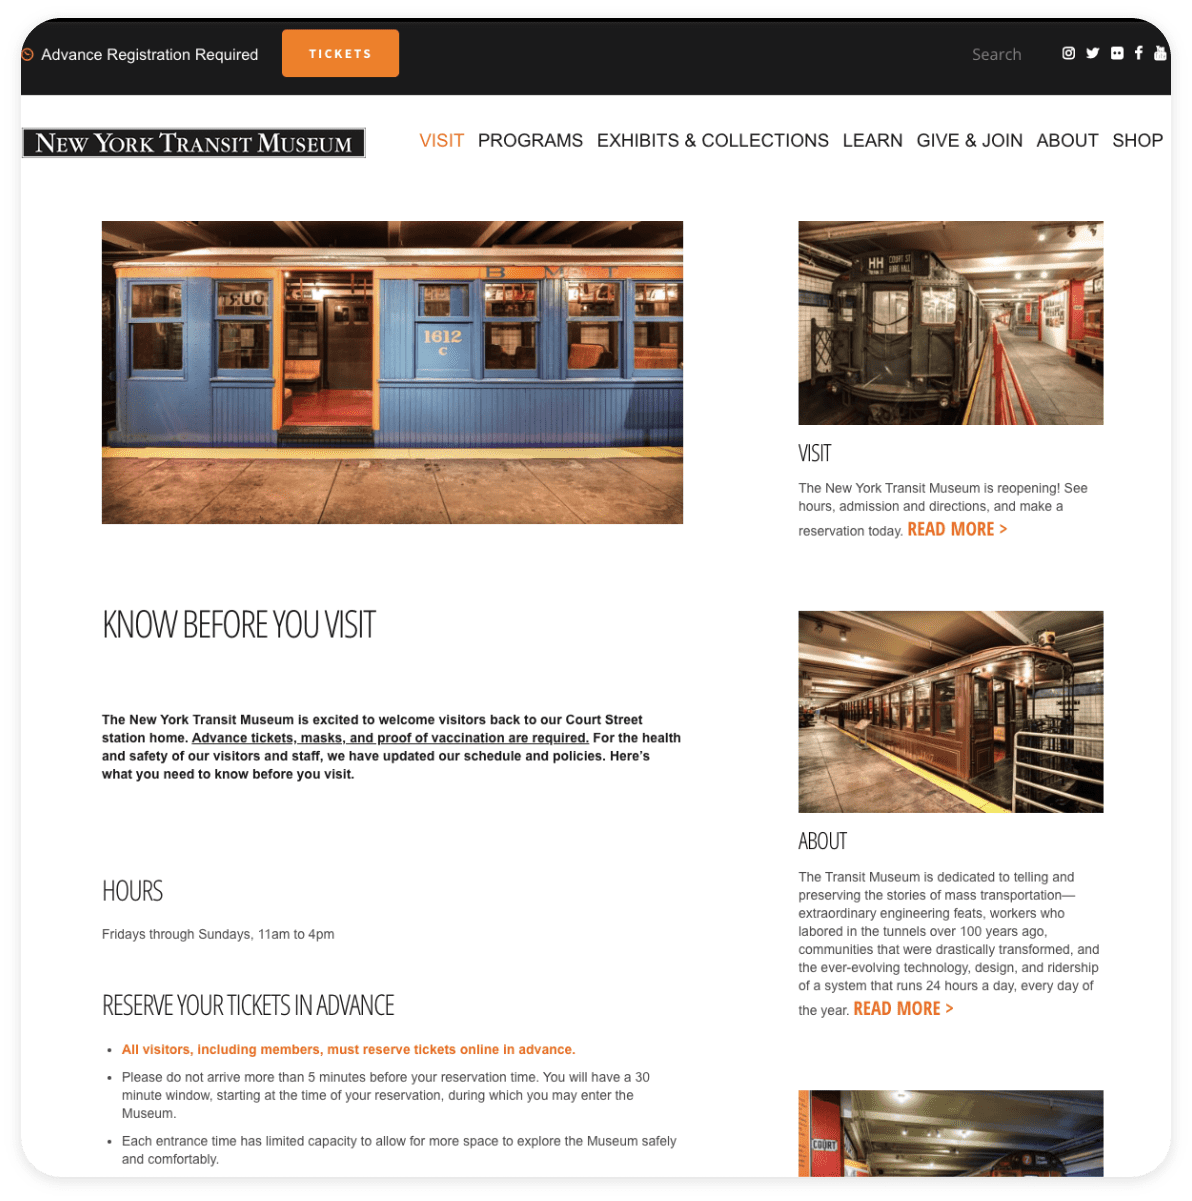 Advance Registration Required
TICKETS
Search
NEW YORK TRANSIT MUSEUM
VISIT PROGRAMS EXHIBITS & COLLECTIONS LEARN GIVE & JOIN ABOUT SHOP
B M T
1612
C
HH
COURT ST
VISIT
The New York Transit Museum is reopening! See
hours, admission and directions, and make a
reservation today. READ MORE >
KNOW BEFORE YOU VISIT
The New York Transit Museum is excited to welcome visitors back to our Court Street
station home. Advance tickets, masks, and proof of vaccination are required. For the health
and safety of our visitors and staff, we have updated our schedule and policies. Here’s
what you need to know before you visit.
HOURS
Fridays through Sundays, 11am to 4pm
RESERVE YOUR TICKETS IN ADVANCE
• All visitors, including members, must reserve tickets online in advance.
• Please do not arrive more than 5 minutes before your reservation time. You will have a 30
minute window, starting at the time of your reservation, during which you may enter the
Museum.
• Each entrance time has limited capacity to allow for more space to explore the Museum safely
and comfortably.
ABOUT
The Transit Museum is dedicated to telling and
preserving the stories of mass transportation—
extraordinary engineering feats, workers who
labored in the tunnels over 100 years ago,
communities that were drastically transformed, and
the ever-evolving technology, design, and ridership
of a system that runs 24 hours a day, every day of
the year. READ MORE >
COURT